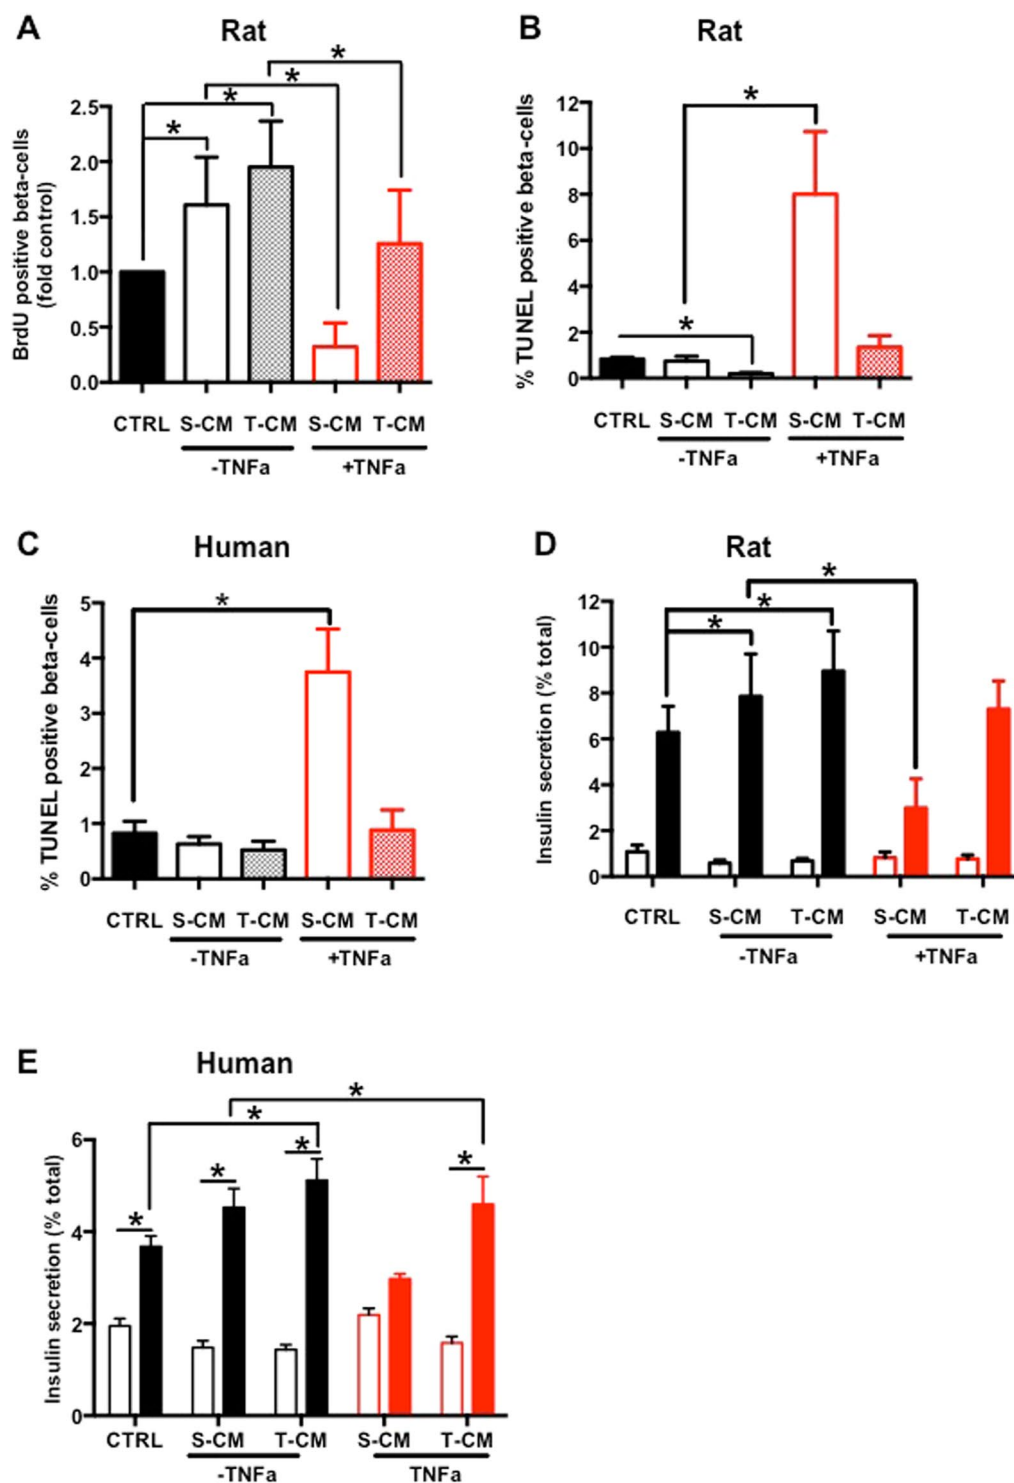 A
Rat
BrdU positive beta-cells
(fold control)
2.5
2.0
1.5
1.0
0.5
0.0
*
*
*
*
CTRL S-CM T-CM S-CM T-CM
-TNFa +TNFa
B
Rat
% TUNEL positive beta-cells
12
10
8
6
4
2
0
*
*
CTRL S-CM T-CM S-CM T-CM
-TNFa +TNFa
C
Human
% TUNEL positive beta-cells
5
4
3
2
1
0
*
CTRL S-CM T-CM S-CM T-CM
-TNFa +TNFa
D
Rat
Insulin secretion (% total)
12
10
8
6
4
2
0
*
*
*
CTRL S-CM T-CM S-CM T-CM
-TNFa +TNFa
E
Human
Insulin secretion (% total)
6
4
2
0
*
*
*
*
*
*
CTRL S-CM T-CM S-CM T-CM
-TNFa TNFa